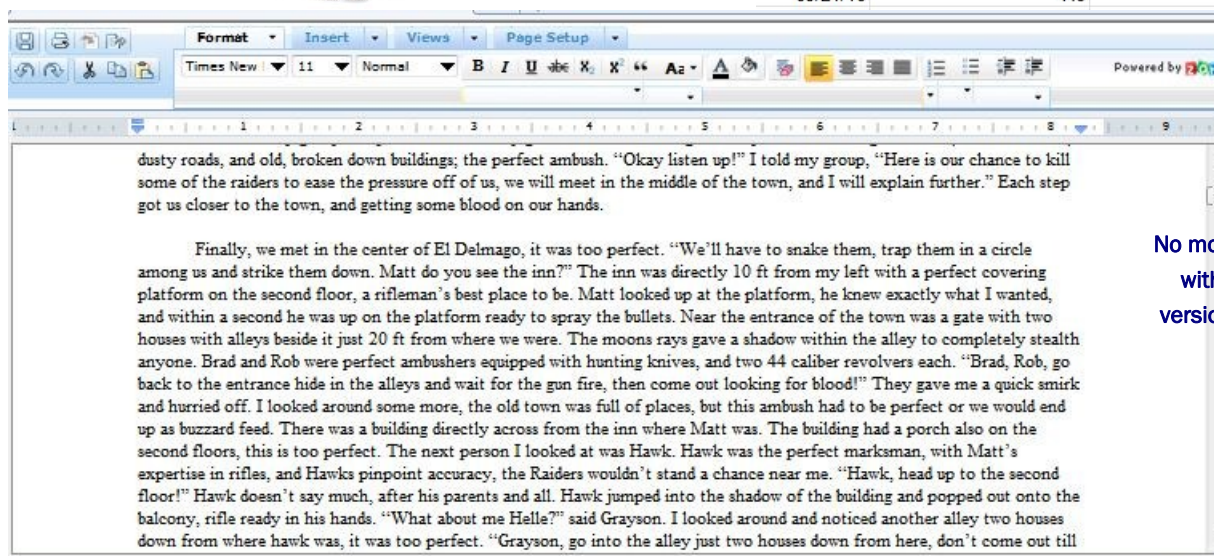 Format Insert Views Page Setup
Times New 11 Normal B I U abc X₂ X² “ Aa A Powered by
1 2 3 4 5 6 7 8 9
dusty roads, and old, broken down buildings; the perfect ambush. “Okay listen up!” I told my group, “Here is our chance to kill
some of the raiders to ease the pressure off of us, we will meet in the middle of the town, and I will explain further.” Each step
got us closer to the town, and getting some blood on our hands.
Finally, we met in the center of El Delmago, it was too perfect. “We’ll have to snake them, trap them in a circle
among us and strike them down. Matt do you see the inn?” The inn was directly 10 ft from my left with a perfect covering
platform on the second floor, a rifleman’s best place to be. Matt looked up at the platform, he knew exactly what I wanted,
and within a second he was up on the platform ready to spray the bullets. Near the entrance of the town was a gate with two
houses with alleys beside it just 20 ft from where we were. The moons rays gave a shadow within the alley to completely stealth
anyone. Brad and Rob were perfect ambushers equipped with hunting knives, and two 44 caliber revolvers each. “Brad, Rob, go
back to the entrance hide in the alleys and wait for the gun fire, then come out looking for blood!” They gave me a quick smirk
and hurried off. I looked around some more, the old town was full of places, but this ambush had to be perfect or we would end
up as buzzard feed. There was a building directly across from the inn where Matt was. The building had a porch also on the
second floors, this is too perfect. The next person I looked at was Hawk. Hawk was the perfect marksman, with Matt’s
expertise in rifles, and Hawks pinpoint accuracy, the Raiders wouldn’t stand a chance near me. “Hawk, head up to the second
floor!” Hawk doesn’t say much, after his parents and all. Hawk jumped into the shadow of the building and popped out onto the
balcony, rifle ready in his hands. “What about me Helle?” said Grayson. I looked around and noticed another alley two houses
down from where hawk was, it was too perfect. “Grayson, go into the alley just two houses down from here, don’t come out till
No